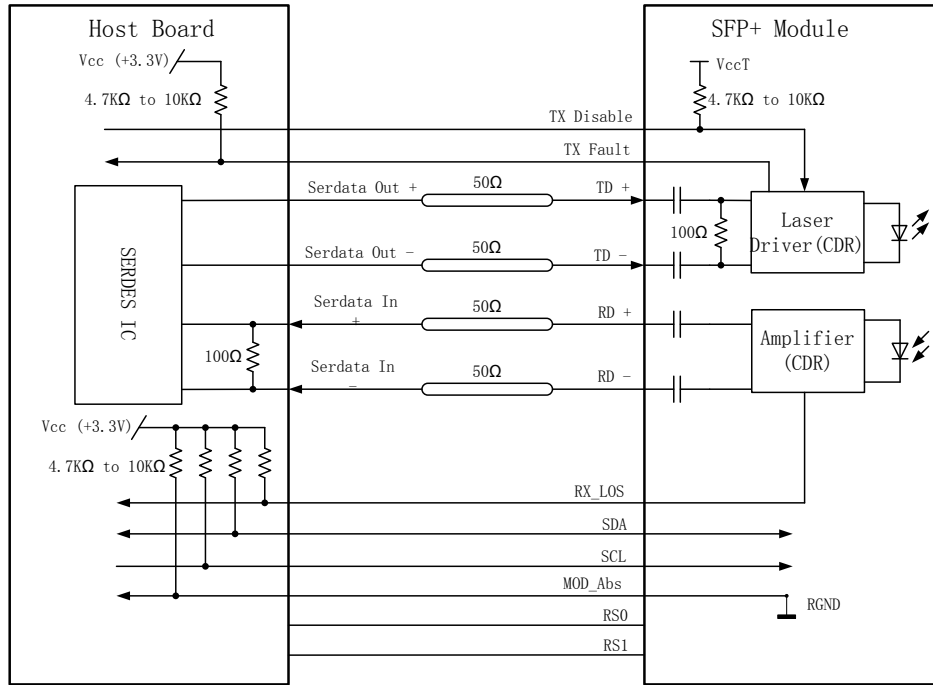 Host Board
SFP+ Module
Vcc (+3.3V)
VccT
4.7KΩ to 10KΩ
4.7KΩ to 10KΩ
TX Disable
TX Fault
Serdata Out +
50Ω
TD +
Laser
Driver(CDR)
100Ω
Serdata Out −
50Ω
TD −
SERDES IC
Serdata In
+
50Ω
RD +
Amplifier
(CDR)
100Ω
Serdata In
−
50Ω
RD −
Vcc (+3.3V)
4.7KΩ to 10KΩ
RX_LOS
SDA
SCL
MOD_Abs
RGND
RS0
RS1